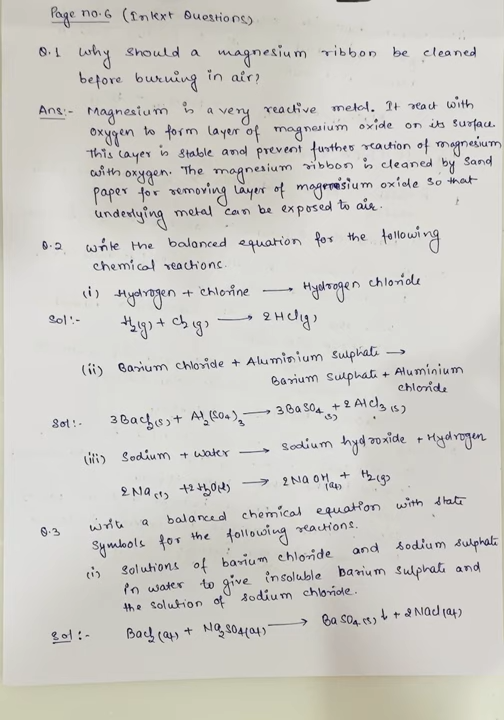 Page no.6 (Intext Questions)
Q.1 why should a magnesium ribbon be cleaned
before burning in air?
Ans:- Magnesium is a very reactive metal. It react with
oxygen to form layer of magnesium oxide on its surface
This layer is stable and prevent further reaction of magnesium
with oxygen. The magnesium ribbon is cleaned by sand
paper for removing layer of magnesium oxide so that
underlying metal can be exposed to air.
Q.2 write the balanced equation for the following
chemical reactions.
(i) Hydrogen + chlorine ⟶ Hydrogen chloride
Sol:- H₂(g) + Cl₂(g) ⟶ 2HCl(g)
(ii) Barium chloride + Aluminium sulphate ⟶
Barium sulphate + Aluminium
chloride
Sol:- 3BaCl₂(s) + Al₂(SO₄)₃ ⟶ 3BaSO₄(s) + 2AlCl₃(s)
(iii) Sodium + water ⟶ Sodium hydroxide + Hydrogen
2Na(s) + 2H₂O(l) ⟶ 2NaOH(aq) + H₂(g)
Q.3 write a balanced chemical equation with state
symbols for the following reactions.
(i) Solutions of barium chloride and sodium sulphate
in water to give insoluble barium sulphate and
the solution of sodium chloride.
Sol:- BaCl₂(aq) + Na₂SO₄(aq) ⟶ BaSO₄(s)↓ + 2NaCl(aq)